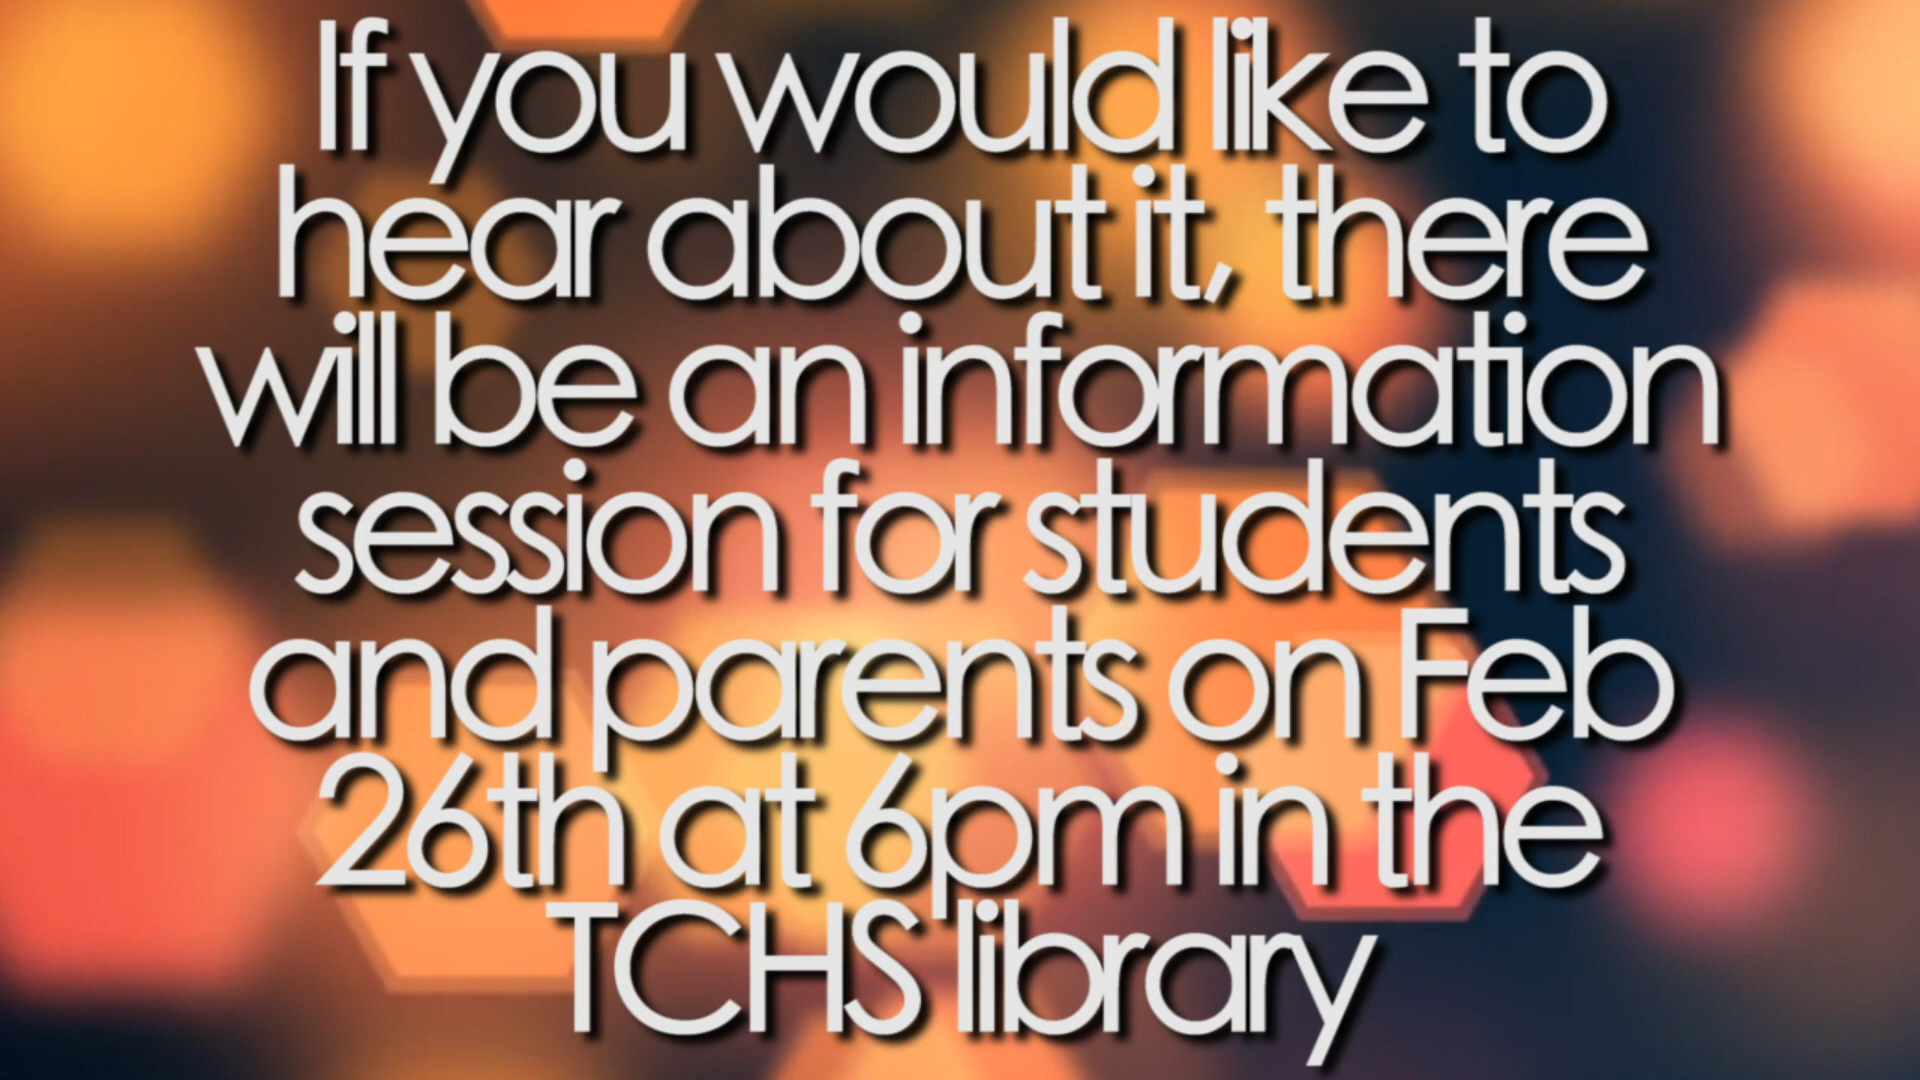 If you would like to
hear about it, there
will be an information
session for students
and parents on Feb
26th at 6pm in the
TCHS library